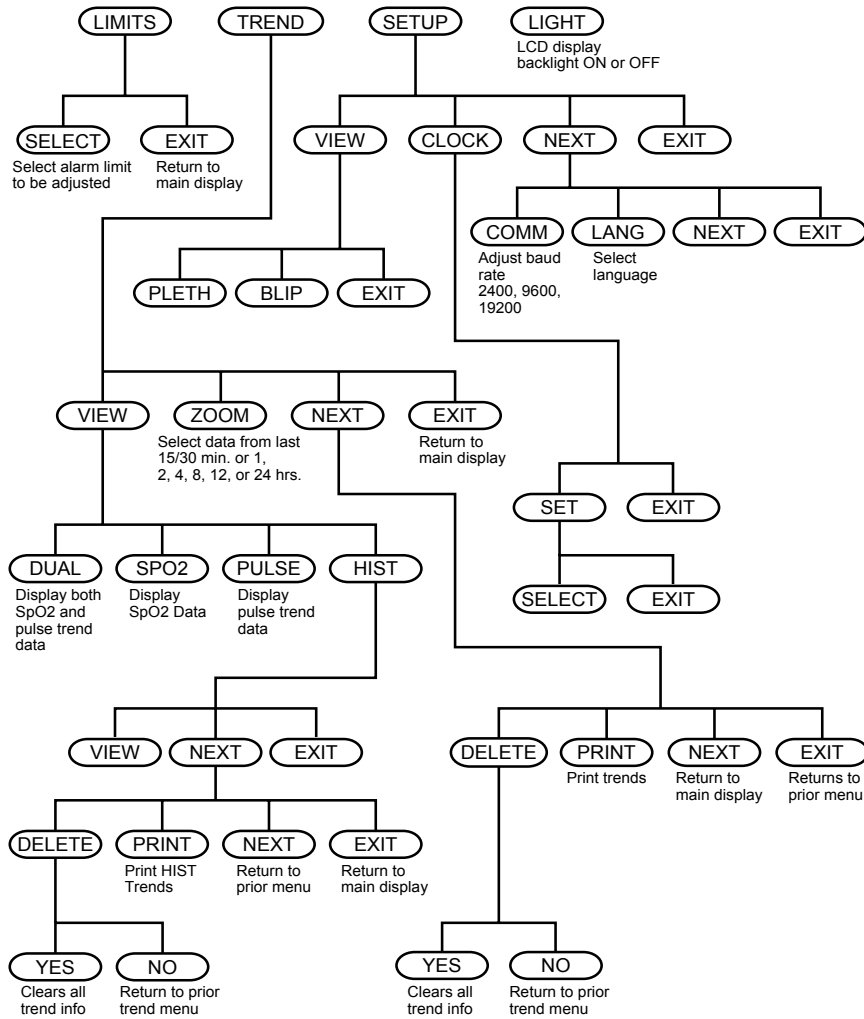 LIMITS
TREND
SETUP
LIGHT
LCD display
backlight ON or OFF
SELECT
Select alarm limit
to be adjusted
EXIT
Return to
main display
VIEW
CLOCK
NEXT
EXIT
COMM
Adjust baud
rate
2400, 9600,
19200
LANG
Select
language
NEXT
EXIT
PLETH
BLIP
EXIT
VIEW
ZOOM
Select data from last
15/30 min. or 1,
2, 4, 8, 12, or 24 hrs.
NEXT
EXIT
Return to
main display
SET
EXIT
SELECT
EXIT
DUAL
Display both
SpO2 and
pulse trend
data
SPO2
Display
SpO2 Data
PULSE
Display
pulse trend
data
HIST
VIEW
NEXT
EXIT
DELETE
PRINT
Print trends
NEXT
Return to
main display
EXIT
Returns to
prior menu
DELETE
PRINT
Print HIST
Trends
NEXT
Return to
prior menu
EXIT
Return to
main display
YES
Clears all
trend info
NO
Return to prior
trend menu
YES
Clears all
trend info
NO
Return to prior
trend menu